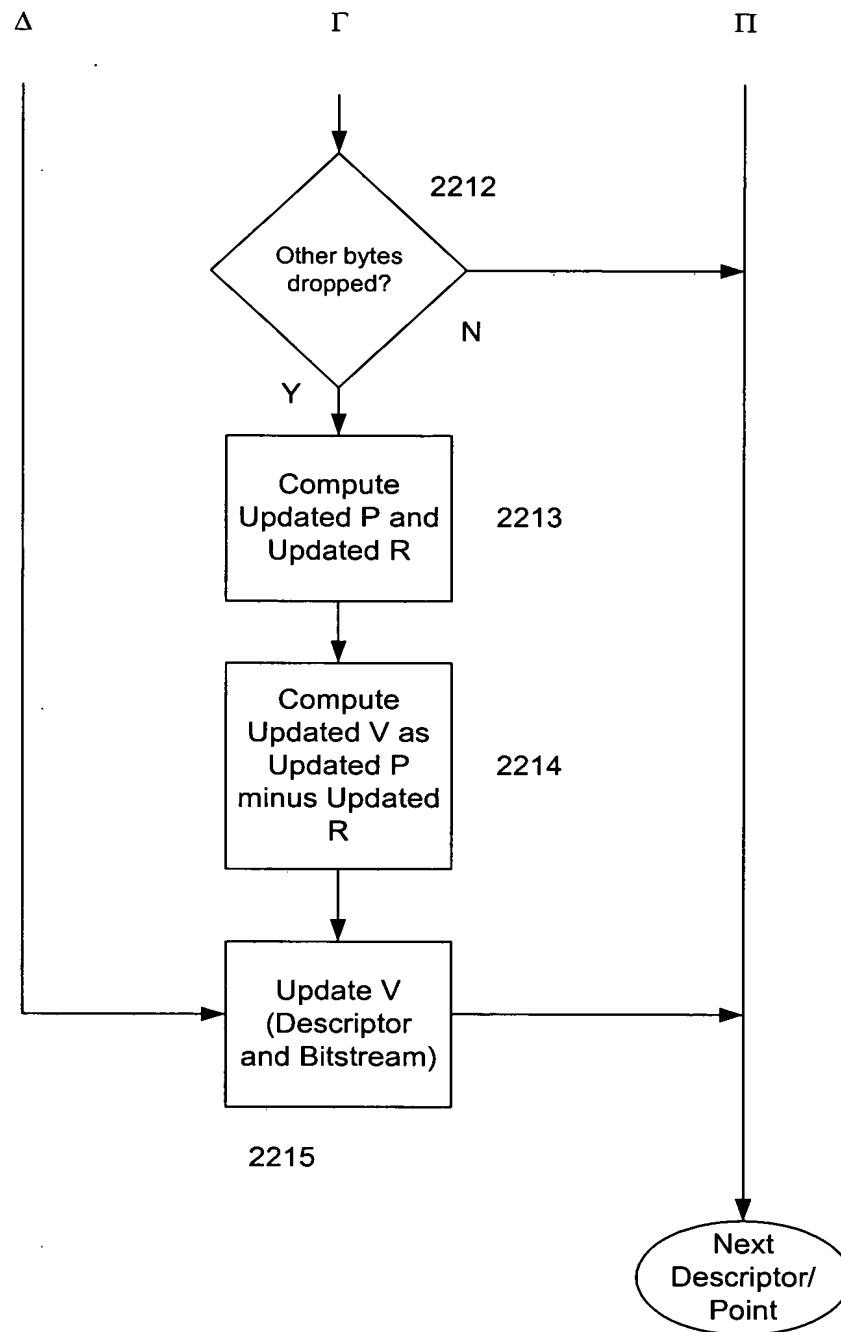 Δ Γ Π
2212
Other bytes
dropped?
N
Y
Compute
Updated P and
Updated R
2213
Compute
Updated V as
Updated P
minus Updated
R
2214
Update V
(Descriptor
and Bitstream)
2215
Next
Descriptor/
Point